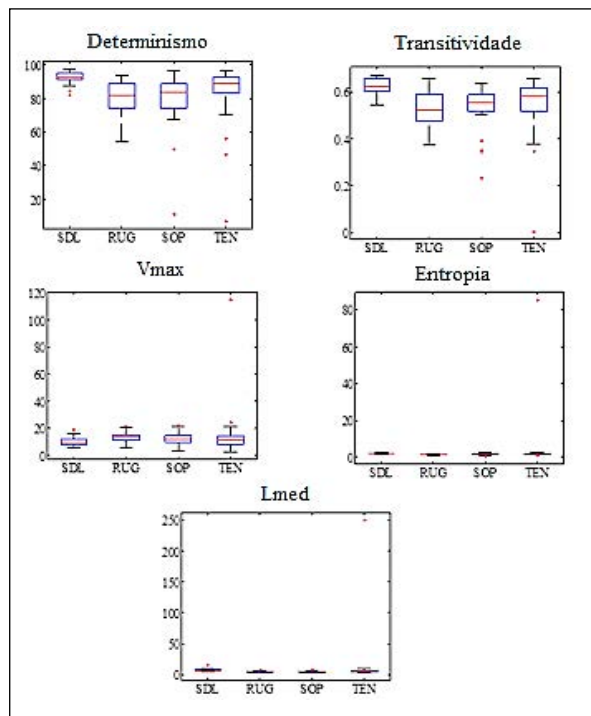 Determinismo
100
80
60
40
20
SDL RUG SOP TEN
Transitividade
0.6
0.4
0.2
0
SDL RUG SOP TEN
Vmax
120
100
80
60
40
20
0
SDL RUG SOP TEN
Entropia
80
60
40
20
0
SDL RUG SOP TEN
Lmed
250
200
150
100
50
0
SDL RUG SOP TEN